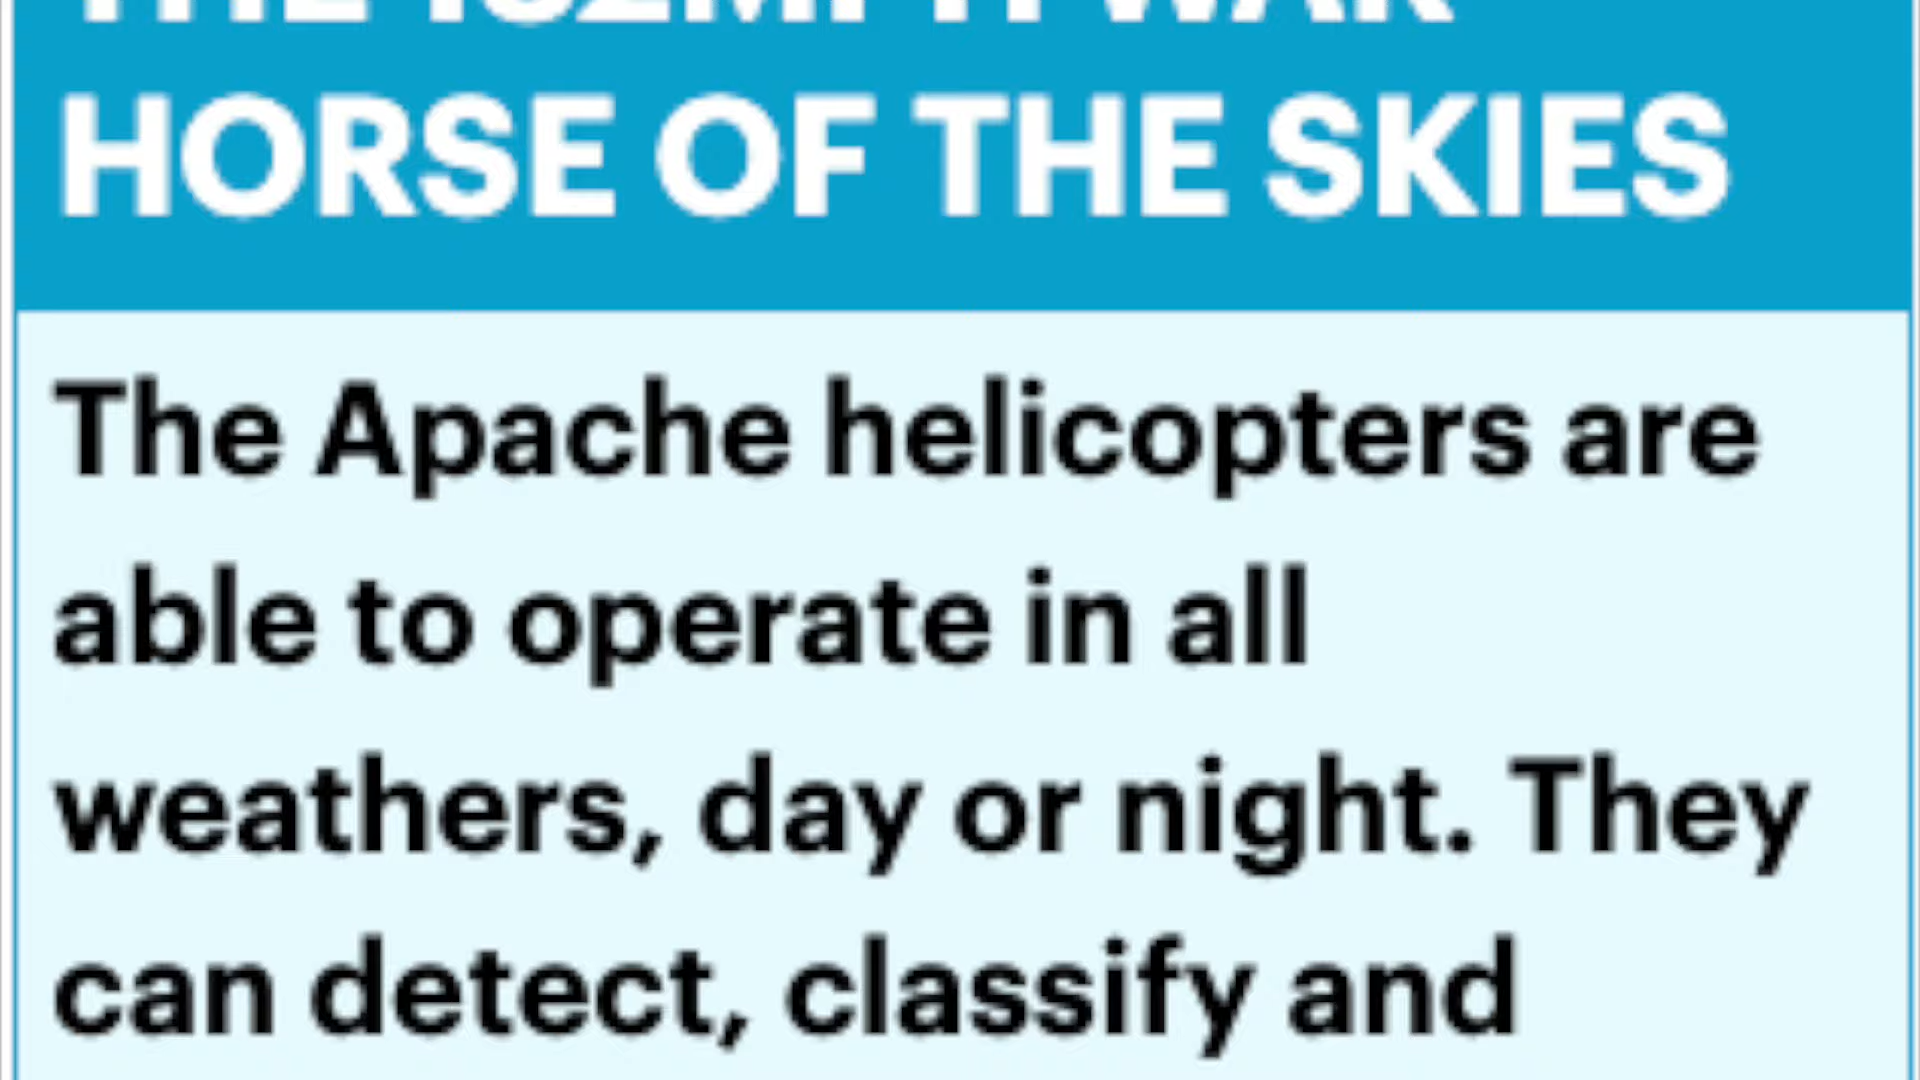 HORSE OF THE SKIES
The Apache helicopters are
able to operate in all
weathers, day or night. They
can detect, classify and